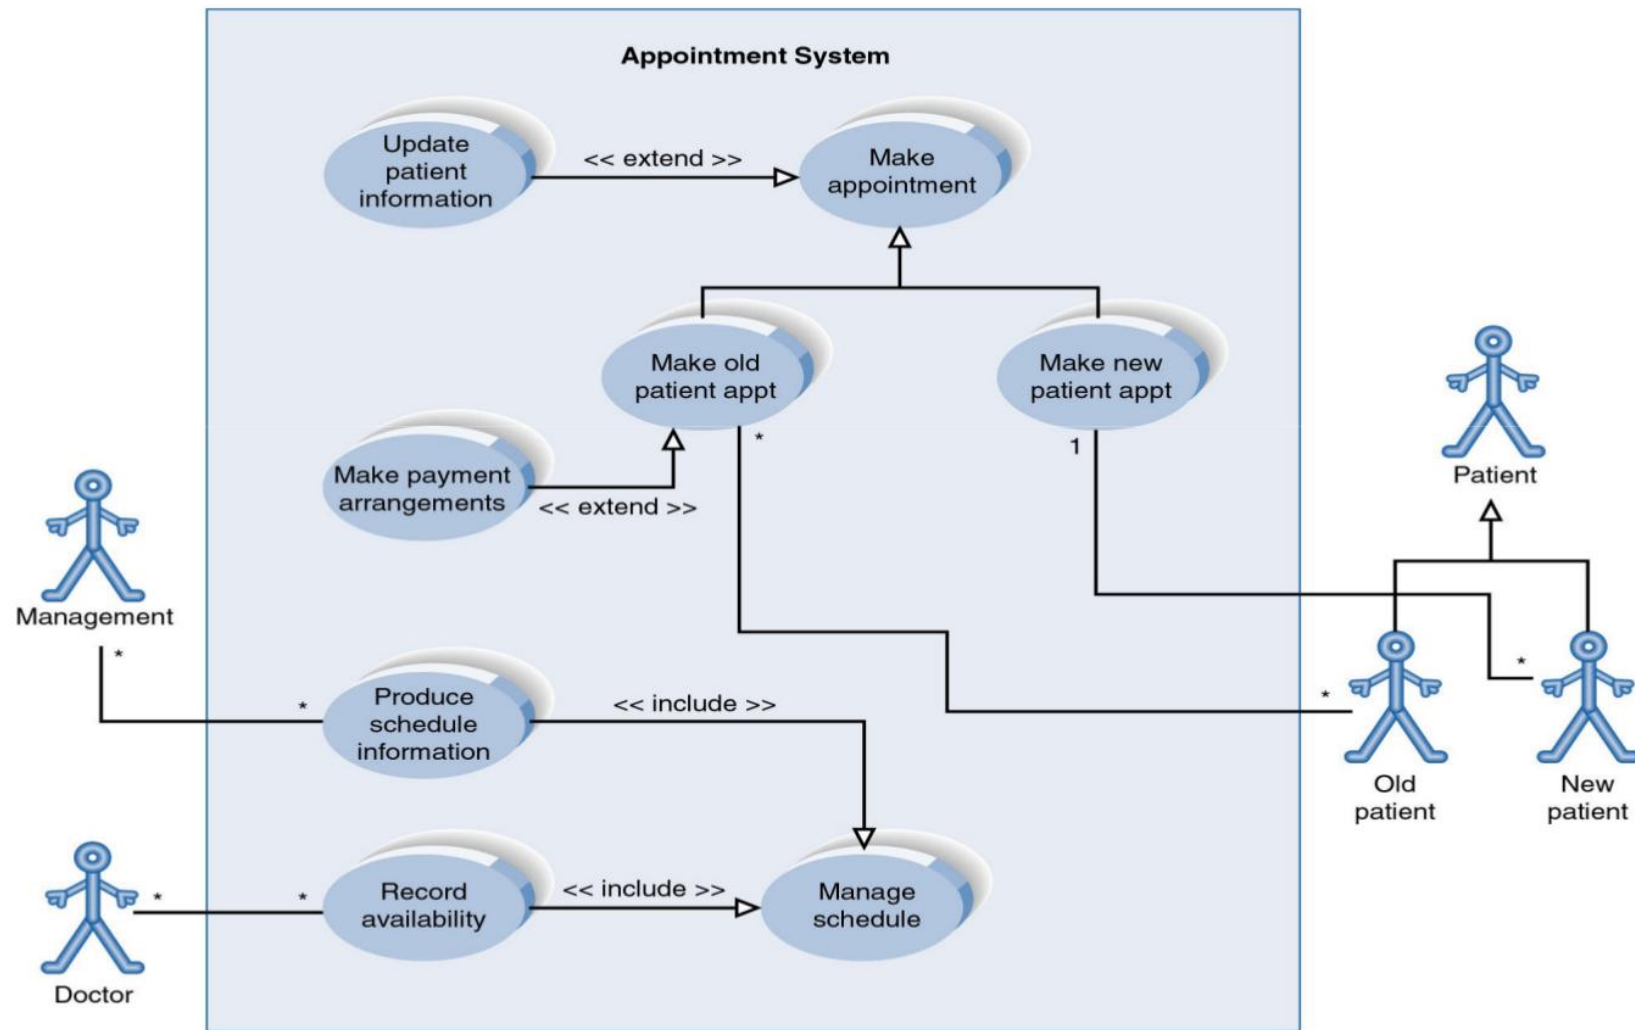 Appointment System
Update
patient
information
<< extend >>
Make
appointment
Make old
patient appt
*
Make new
patient appt
1
Make payment
arrangements
<< extend >>
Patient
Management
*
*
Produce
schedule
information
<< include >>
*
*
Old
patient
New
patient
Doctor
*
*
Record
availability
<< include >>
Manage
schedule